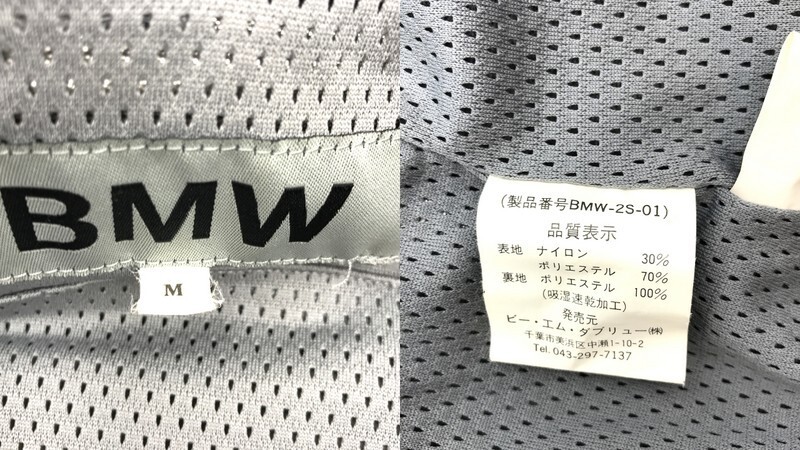 BMW
M
(製品番号BMW-2S-01)
品質表示
表地 ナイロン 30%
ポリエステル 70%
裏地 ポリエステル 100%
(吸湿速乾加工)
発売元
ビー・エム・ダブリュー(株)
千葉市美浜区中瀬1-10-2
Tel.043-297-7137